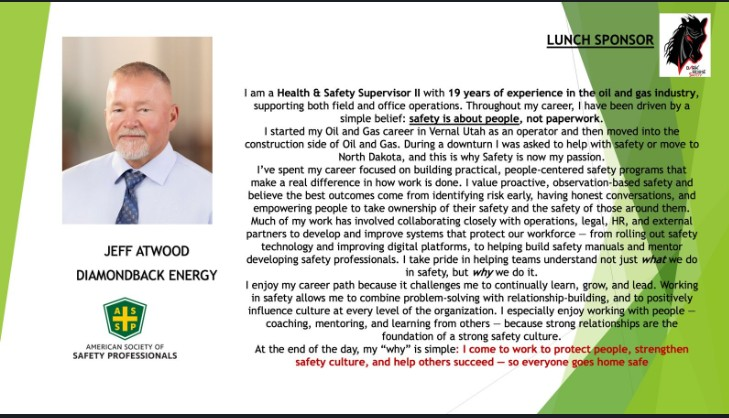 LUNCH SPONSOR
I am a Health & Safety Supervisor II with 19 years of experience in the oil and gas industry,
supporting both field and office operations. Throughout my career, I have been driven by a
simple belief: safety is about people, not paperwork.
I started my Oil and Gas career in Vernal Utah as an operator and then moved into the
construction side of Oil and Gas. During a downturn I was asked to help with safety or move to
North Dakota, and this is why Safety is now my passion.
I've spent my career focused on building practical, people-centered safety programs that
make a real difference in how work is done. I value proactive, observation-based safety and
believe the best outcomes come from identifying risk early, having honest conversations, and
empowering people to take ownership of their safety and the safety of those around them.
Much of my work has involved collaborating closely with operations, legal, HR, and external
partners to develop and improve systems that protect our workforce — from rolling out safety
technology and improving digital platforms, to helping build safety manuals and mentor
developing safety professionals. I take pride in helping teams understand not just what we do
in safety, but why we do it.
I enjoy my career path because it challenges me to continually learn, grow, and lead. Working
in safety allows me to combine problem-solving with relationship-building, and to positively
influence culture at every level of the organization. I especially enjoy working with people —
coaching, mentoring, and learning from others — because strong relationships are the
foundation of a strong safety culture.
At the end of the day, my “why” is simple: I come to work to protect people, strengthen
safety culture, and help others succeed — so everyone goes home safe
JEFF ATWOOD
DIAMONDBACK ENERGY
AS
SP
AMERICAN SOCIETY OF
SAFETY PROFESSIONALS